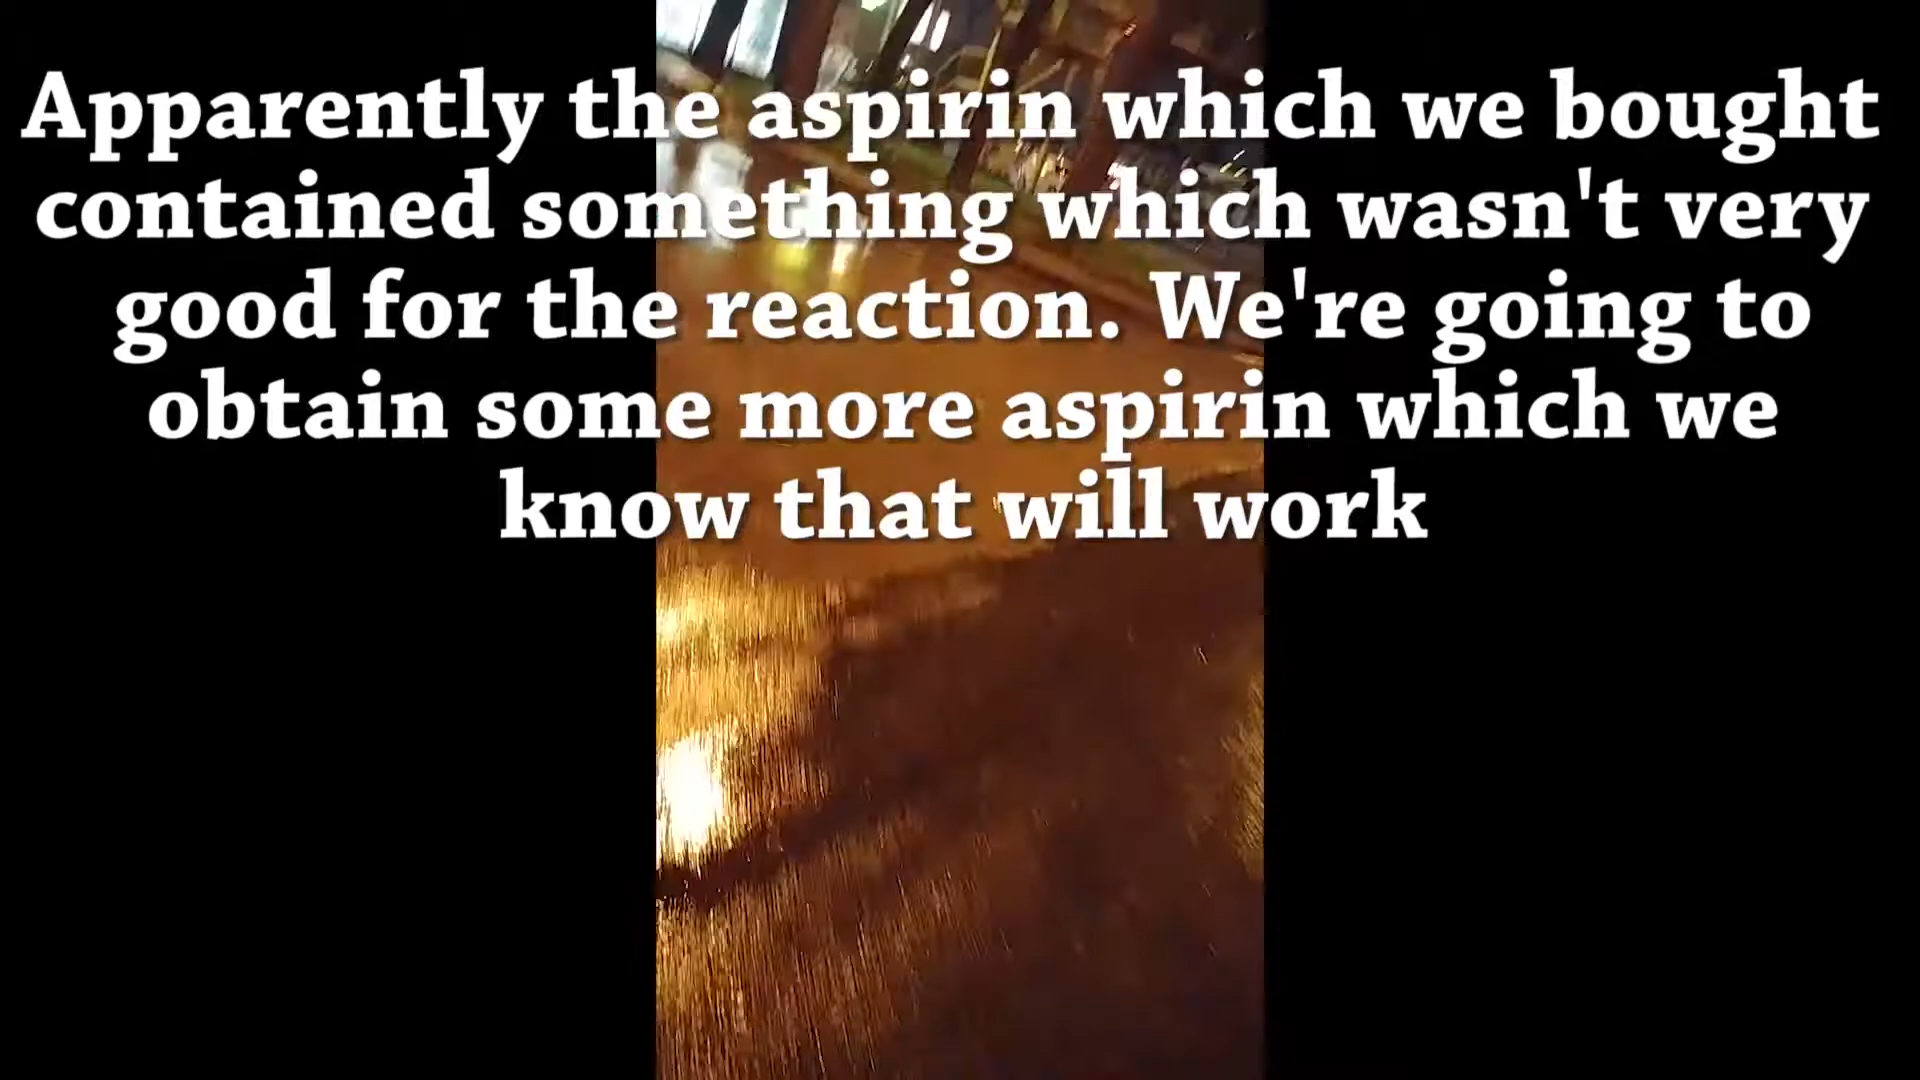 Apparently the aspirin which we bought
contained something which wasn't very
good for the reaction. We're going to
obtain some more aspirin which we
know that will work